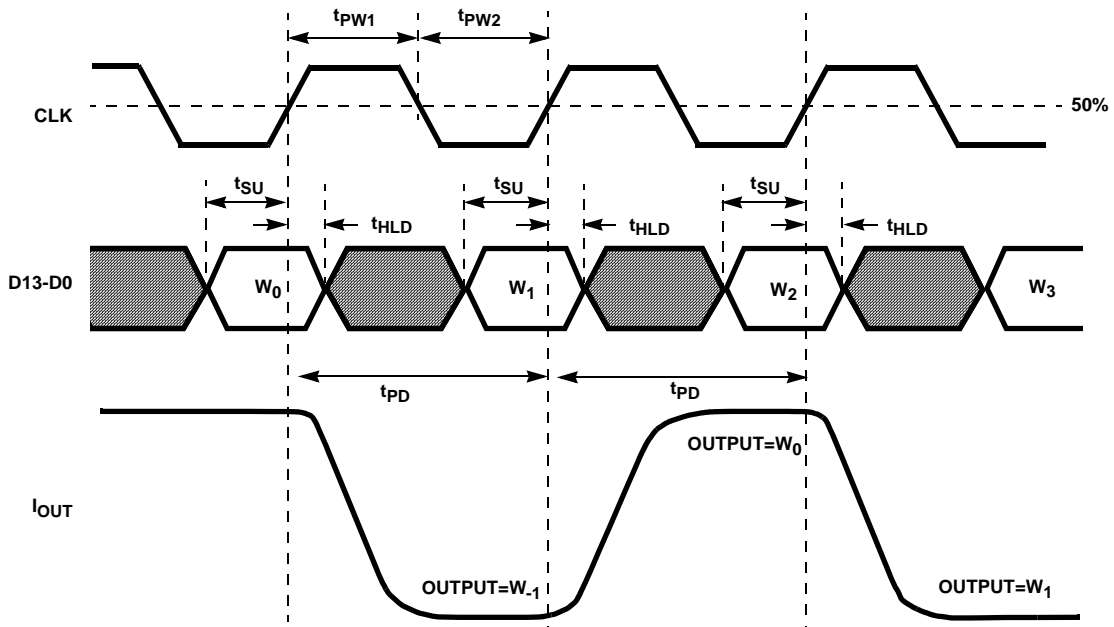 tPW1 tPW2
CLK
50%
tSU tSU tSU
tHLD tHLD tHLD
D13-D0
W0 W1 W2 W3
tPD tPD
OUTPUT=W0
IOUT
OUTPUT=W-1 OUTPUT=W1